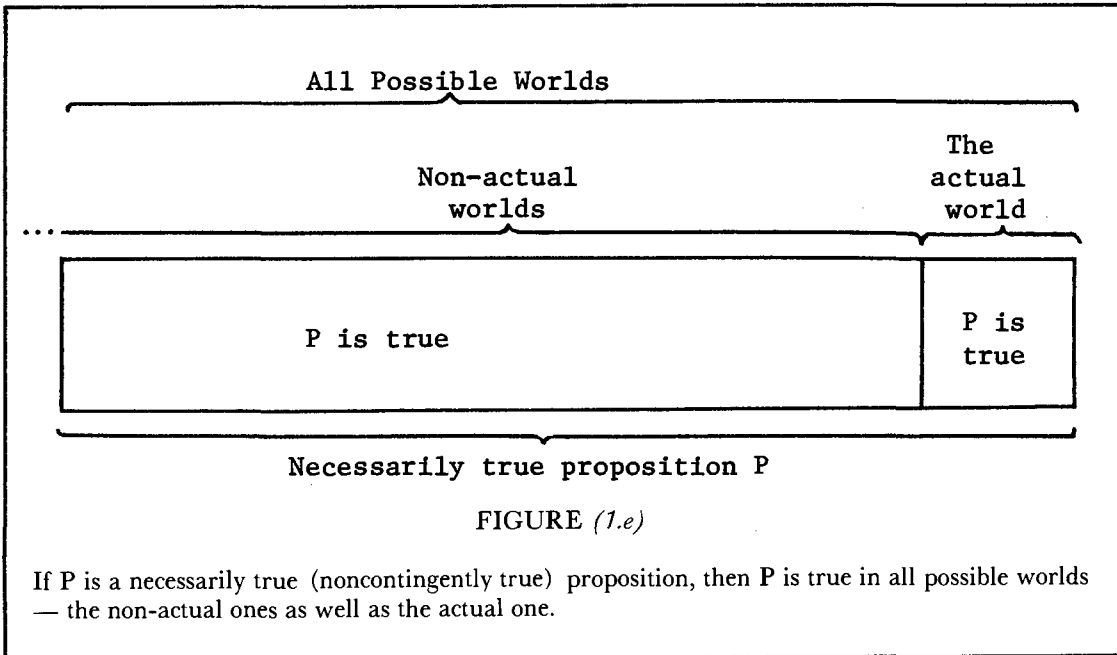 All Possible Worlds
Non-actual
worlds
The
actual
world
...
P is true
P is
true
Necessarily true proposition P
FIGURE (1.e)
If P is a necessarily true (noncontingently true) proposition, then P is true in all possible worlds
— the non-actual ones as well as the actual one.